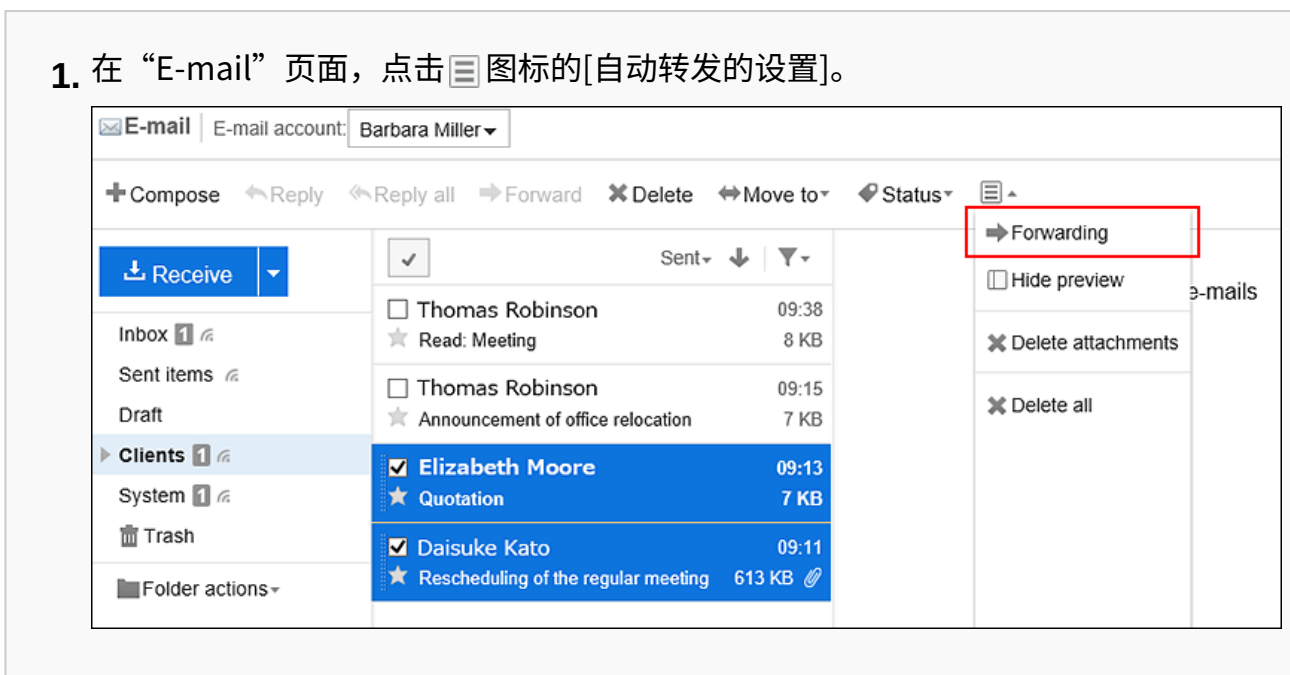 1. 在“E-mail”页面，点击图标的[自动转发的设置]。
E-mail E-mail account: Barbara Miller
Compose Reply Reply all Forward Delete Move to Status
Forwarding
Hide preview
Delete attachments
Delete all
Receive
Inbox 1
Sent items
Draft
Clients 1
System 1
Trash
Folder actions
Sent
Thomas Robinson 09:38
Read: Meeting 8 KB
Thomas Robinson 09:15
Announcement of office relocation 7 KB
Elizabeth Moore 09:13
Quotation 7 KB
Daisuke Kato 09:11
Rescheduling of the regular meeting 613 KB
e-mails